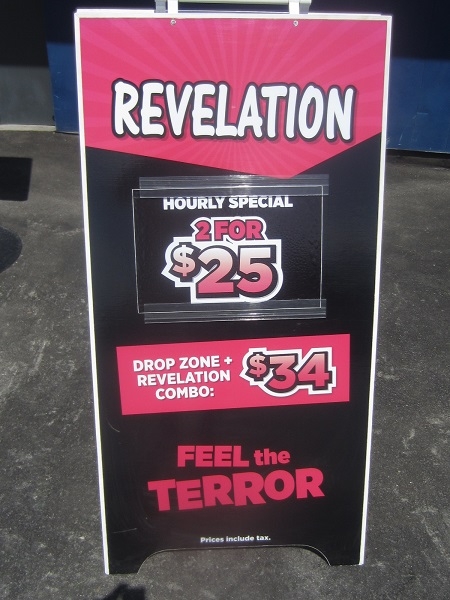 REVELATION
HOURLY SPECIAL
2 FOR
$25
DROP ZONE +
REVELATION
COMBO:
$34
FEEL the
TERROR
Prices include tax.